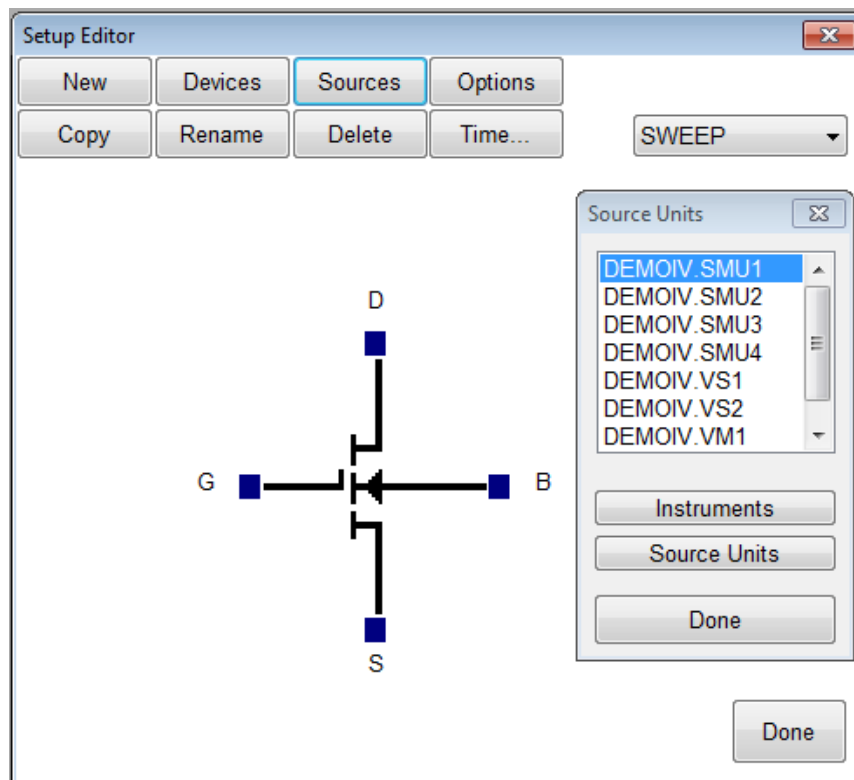 Setup Editor
New Devices Sources Options
Copy Rename Delete Time... SWEEP
Source Units
DEMOIV.SMU1
DEMOIV.SMU2
DEMOIV.SMU3
DEMOIV.SMU4
DEMOIV.VS1
DEMOIV.VS2
DEMOIV.VM1
Instruments
Source Units
Done
D
G B
S
Done